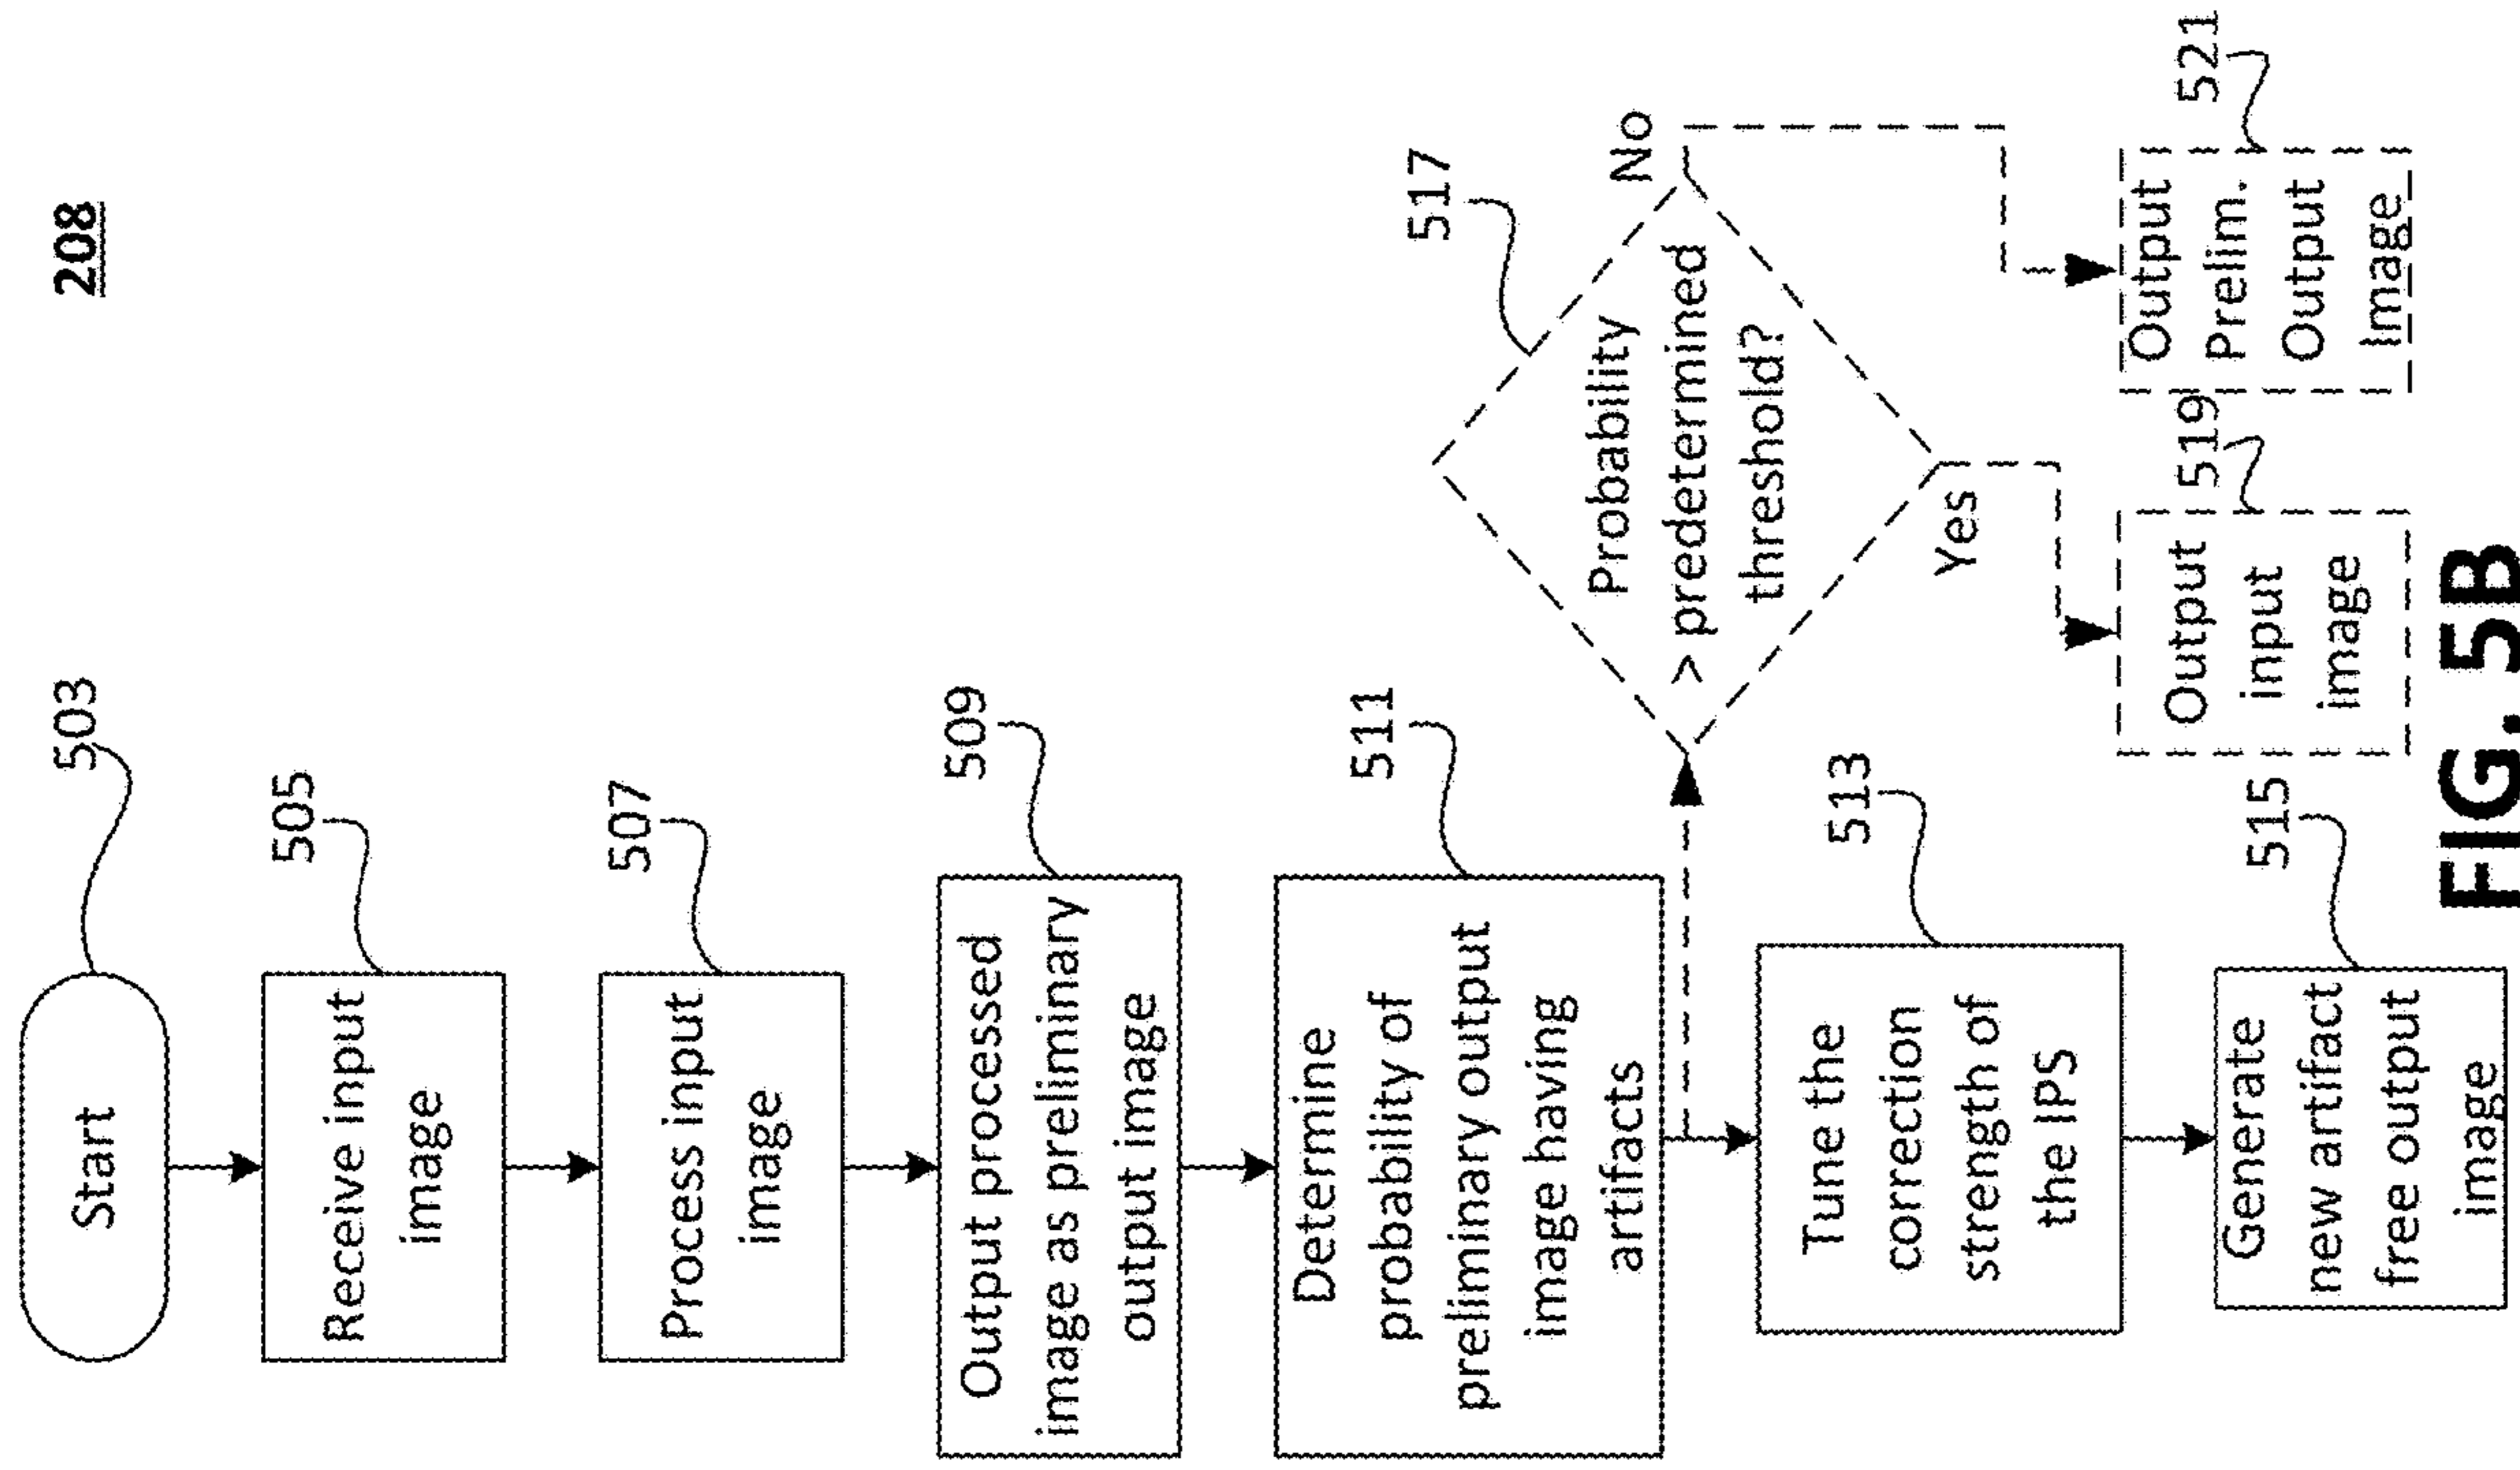 208
503
Start
505
Receive input
image
507
Process input
image
509
Output processed
image as preliminary
output image
511
Determine
probability of
preliminary output
image having
artifacts
517
Probability
> predetermined
threshold?
No
Yes
513
Tune the
correction
strength of
the IPS
515
Generate
new artifact
free output
image
519
Output
input
image
521
Output
Prelim.
Output
Image
FIG. 5B